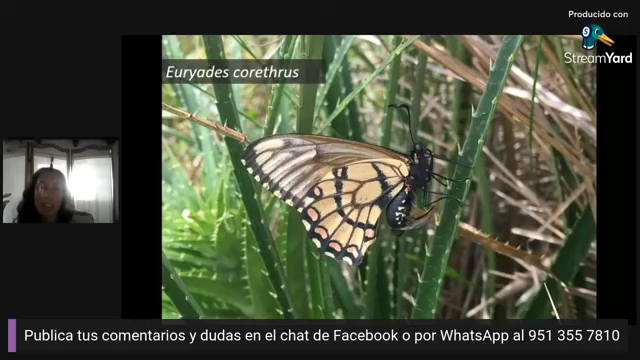 Producido con
StreamYard
Euryades corethrus
Publica tus comentarios y dudas en el chat de Facebook o por WhatsApp al 951 355 7810